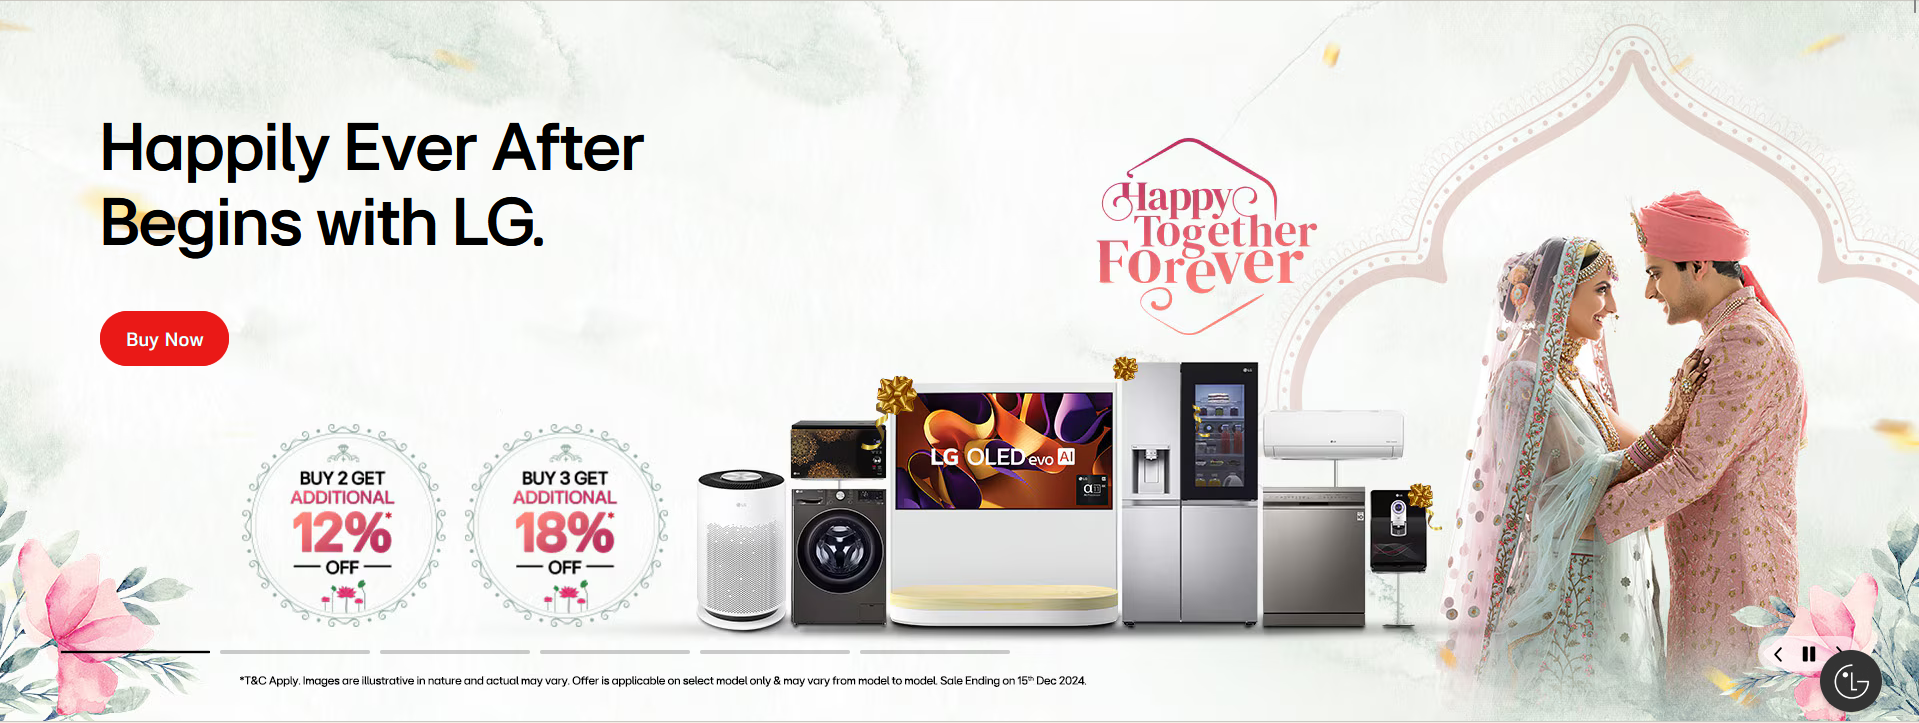 Happily Ever After
Begins with LG.
Buy Now
Happy
Together
Forever
BUY 2 GET
ADDITIONAL
12%*
OFF
BUY 3 GET
ADDITIONAL
18%*
OFF
LG OLED evo AI
α11
*T&C Apply. Images are illustrative in nature and actual may vary. Offer is applicable on select model only & may vary from model to model. Sale Ending on 15th Dec 2024.